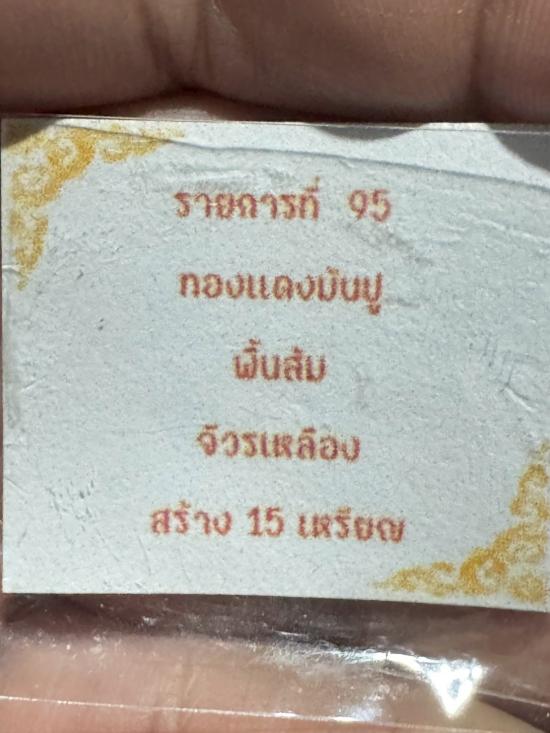 รายการที่ 95
ทองแดงมันปู
พื้นส้ม
จีวรเหลือง
สร้าง 15 เหรียญ